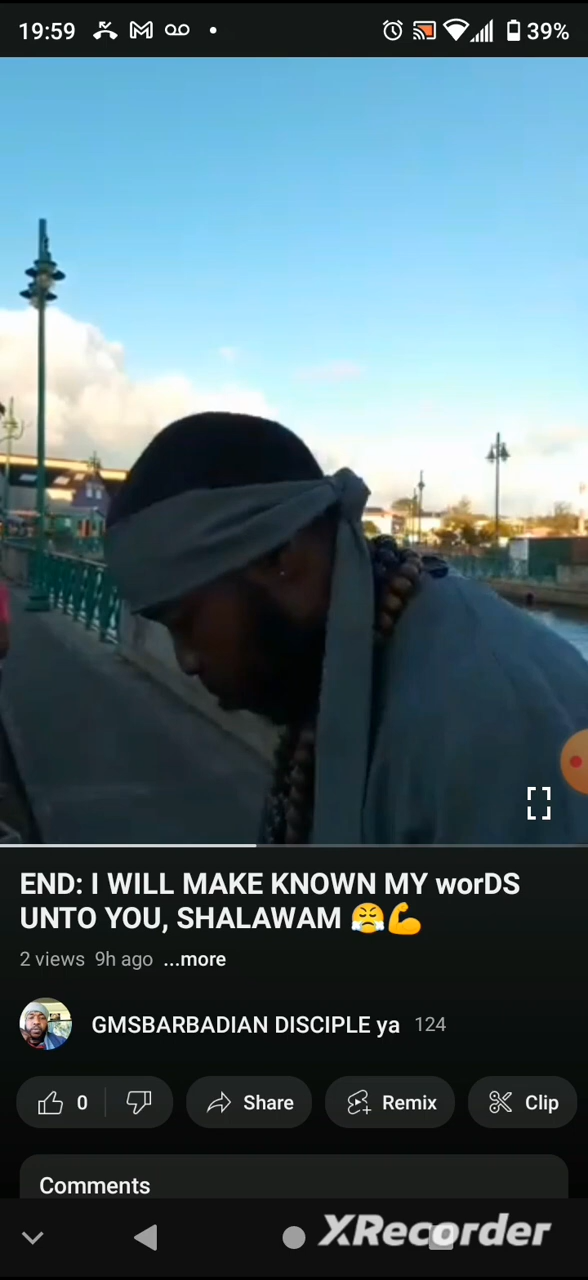 19:59
39%
END: I WILL MAKE KNOWN MY worDS
UNTO YOU, SHALAWAM 😤💪
2 views 9h ago ...more
GMSBARBADIAN DISCIPLE ya 124
0 Share Remix Clip
Comments
XRecorder